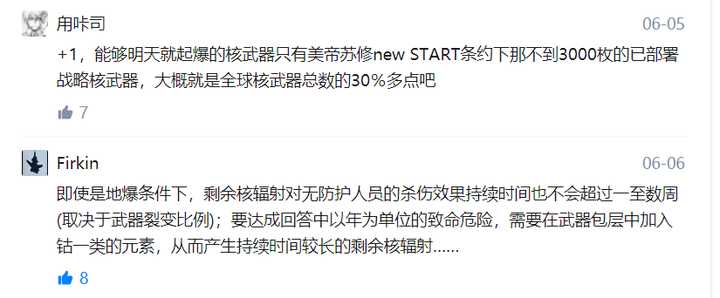 甪咔司
06-05
+1，能够明天就起爆的核武器只有美帝苏修new START条约下那不到3000枚的已部署
战略核武器，大概就是全球核武器总数的30%多点吧
7
Firkin
06-06
即使是地爆条件下，剩余核辐射对无防护人员的杀伤效果持续时间也不会超过一至数周
(取决于武器裂变比例)；要达成回答中以年为单位的致命危险，需要在武器包层中加入
钴一类的元素，从而产生持续时间较长的剩余核辐射......
8